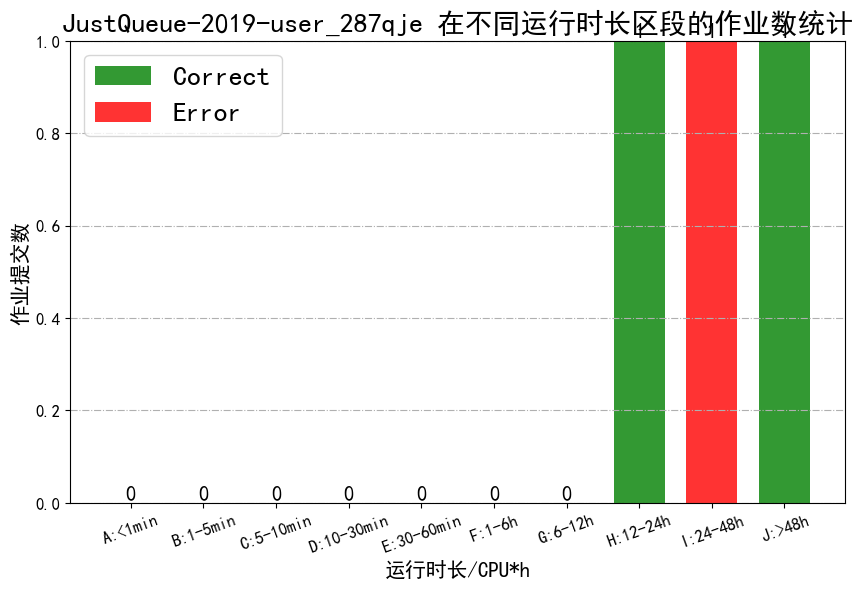 JustQueue-2019-user_287qje 在不同运行时长区段的作业数统计
Correct
Error
作业提交数
1.0
0.8
0.6
0.4
0.2
0.0
0 0 0 0 0 0 0
A:<1min B:1-5min C:5-10min D:10-30min E:30-60min F:1-6h G:6-12h H:12-24h I:24-48h J:>48h
运行时长/CPU*h